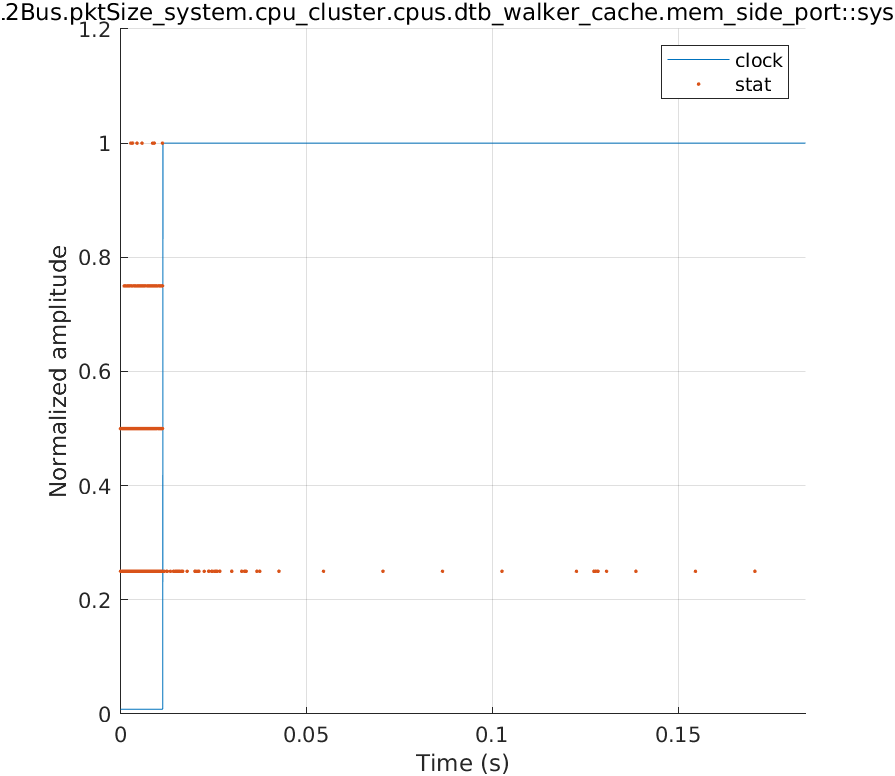 .2Bus.pktSize_system.cpu_cluster.cpus.dtb_walker_cache.mem_side_port::sys
1.2
1
0.8
0.6
0.4
0.2
0
Normalized amplitude
clock
stat
0
0.05
0.1
0.15
Time (s)